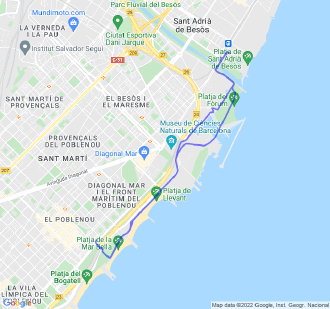 Mundimoto.com
Parc Fluvial del Besòs
Sant Adrià
de Besòs
LA VERNEDA
I LA PAU
Ciutat Esportiva
Dani Jarque
Institut Salvador Seguí
Platja de
Sant Adrià
de Besòs
SANT MARTÍ DE
PROVENÇALS
EL BESÒS I
EL MARESME
Platja del
Fòrum
Museu de Ciències
Naturals de Barcelona
PROVENÇALS
DEL POBLENOU
SANT MARTÍ
Diagonal Mar
Avinguda Diagonal
DIAGONAL MAR
I EL FRONT
MARÍTIM DEL
POBLENOU
Platja de
Llevant
EL POBLENOU
Platja de
la Mar Bella
Platja del
Bogatell
LA VILA
OLÍMPICA DEL
POBLENOU
Google
Map data ©2022 Google, Inst. Geogr. Nacional